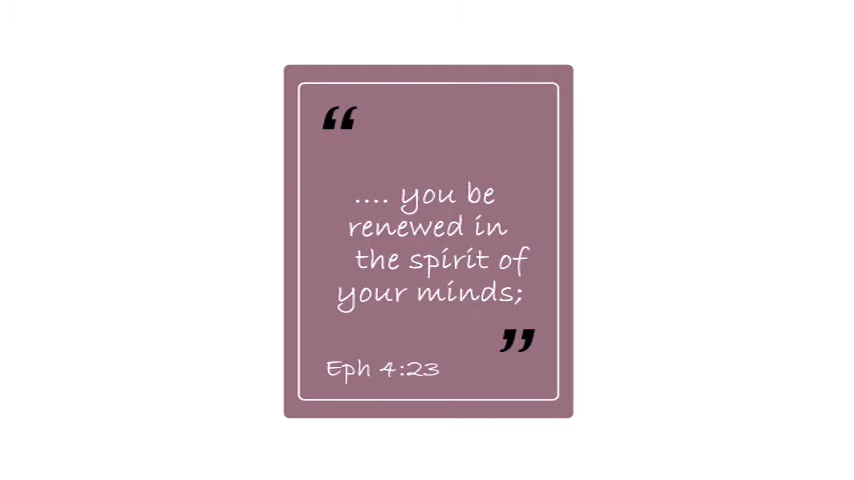 “
.... you be
renewed in
the spirit of
your minds;
”
Eph 4:23